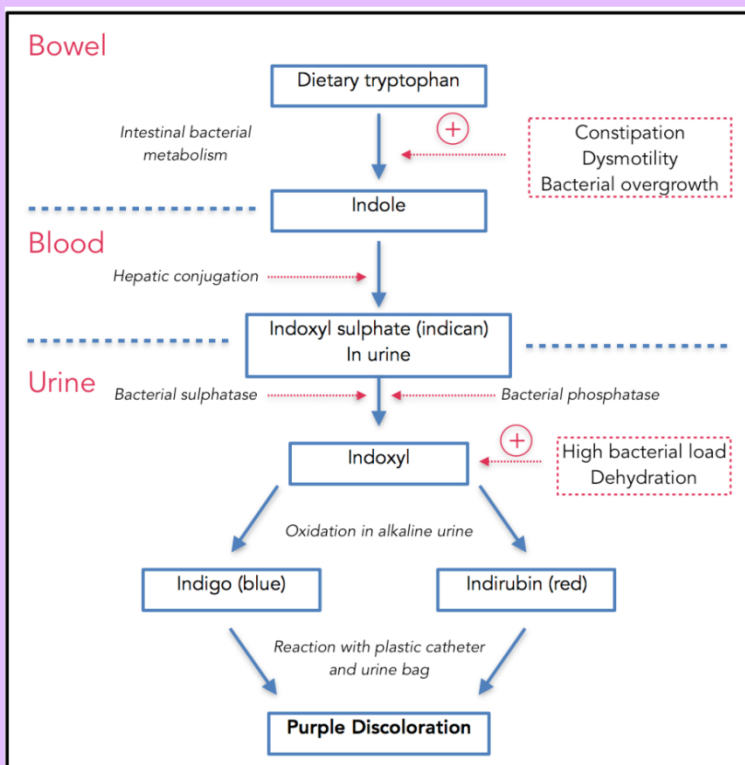 Bowel
Dietary tryptophan
Intestinal bacterial
metabolism
+
Constipation
Dysmotility
Bacterial overgrowth
Indole
Blood
Hepatic conjugation
Indoxyl sulphate (indican)
In urine
Urine
Bacterial sulphatase
Bacterial phosphatase
Indoxyl
+
High bacterial load
Dehydration
Oxidation in alkaline urine
Indigo (blue)
Indirubin (red)
Reaction with plastic catheter
and urine bag
Purple Discoloration